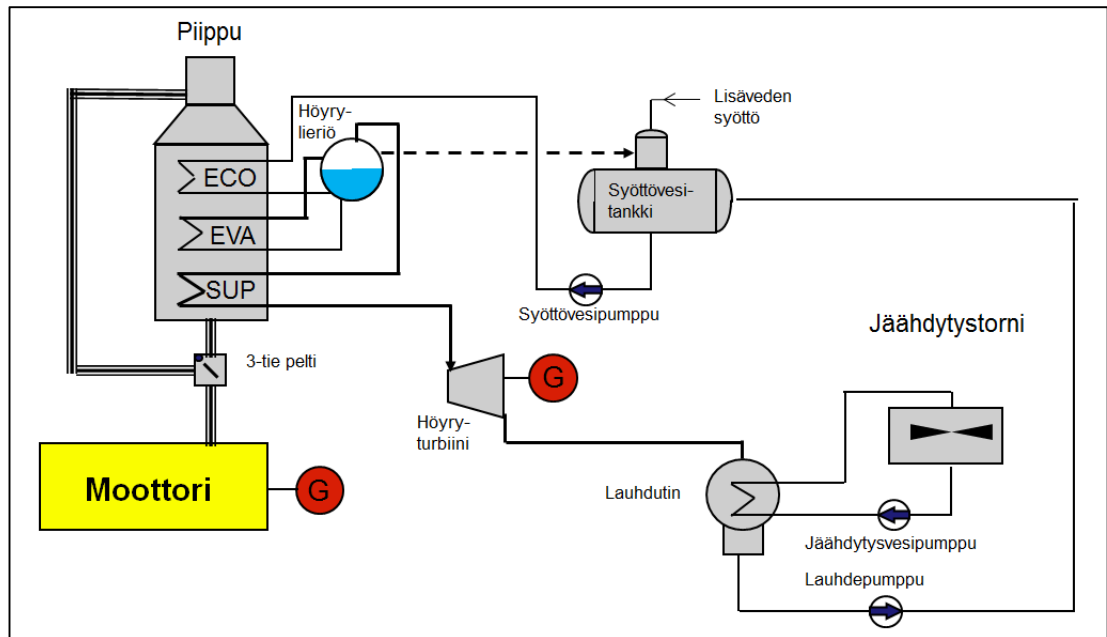 Piippu
Höyry-
lieriö
Lisäveden
syöttö
ECO
Syöttövesi-
tankki
EVA
SUP
Syöttövesipumppu
Jäähdytystorni
3-tie pelti
G
Höyry-
turbiini
Moottori
G
Lauhdutin
Jäähdytysvesipumppu
Lauhdepumppu